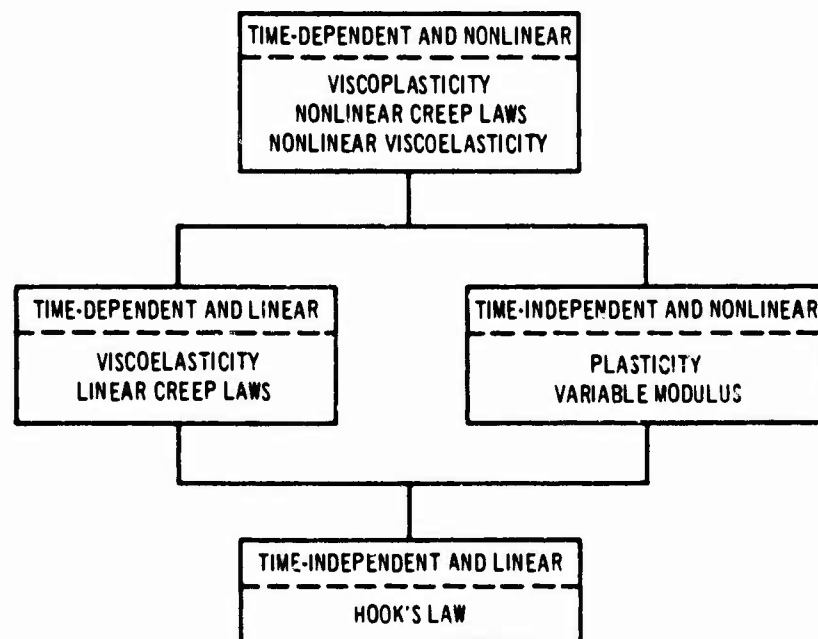 TIME-DEPENDENT AND NONLINEAR
VISCOPLASTICITY
NONLINEAR CREEP LAWS
NONLINEAR VISCOELASTICITY
TIME-DEPENDENT AND LINEAR
VISCOELASTICITY
LINEAR CREEP LAWS
TIME-INDEPENDENT AND NONLINEAR
PLASTICITY
VARIABLE MODULUS
TIME-INDEPENDENT AND LINEAR
HOOK'S LAW